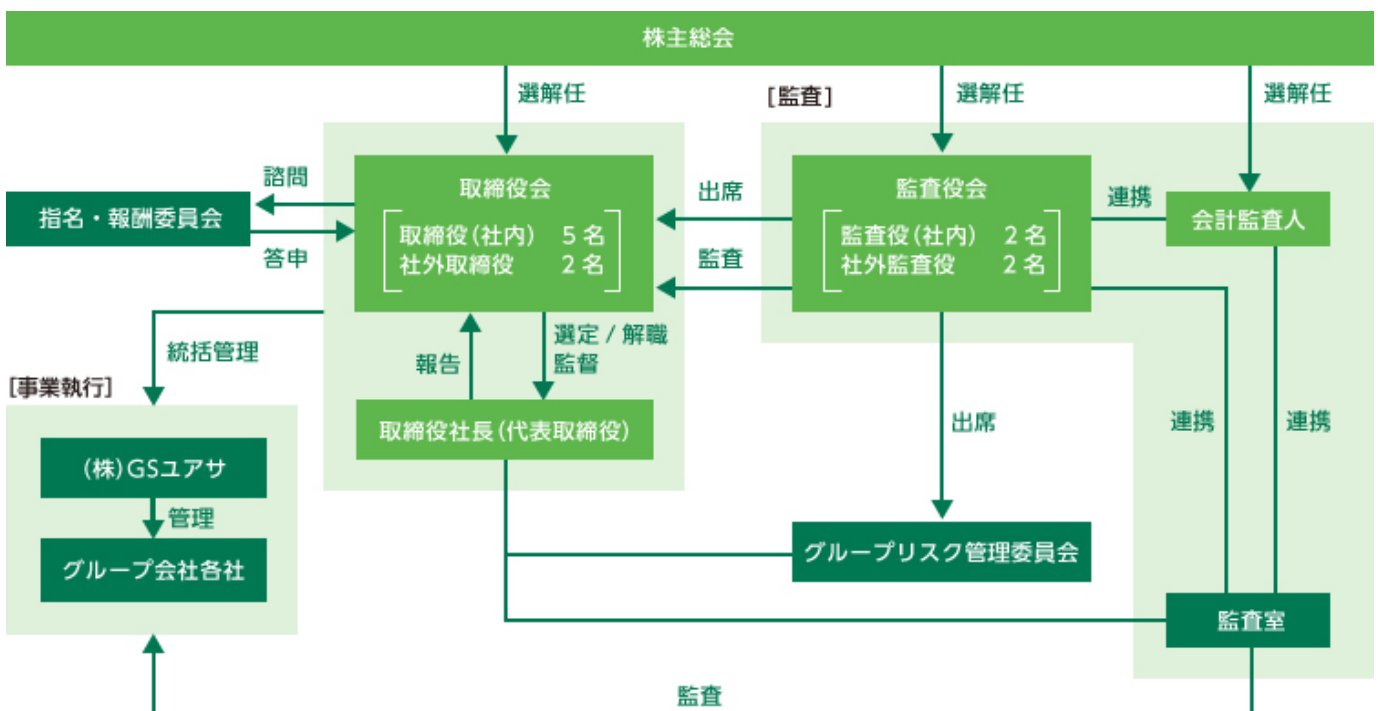 株主総会
選解任
[監査]
選解任
選解任
諮問
指名・報酬委員会
答申
取締役会
取締役(社内) 5名
社外取締役 2名
出席
監査
監査役会
監査役(社内) 2名
社外監査役 2名
連携
会計監査人
統括管理
報告
選定 / 解職
監督
[事業執行]
取締役社長(代表取締役)
出席
連携
連携
(株)GSユアサ
管理
グループ会社各社
グループリスク管理委員会
監査室
監査